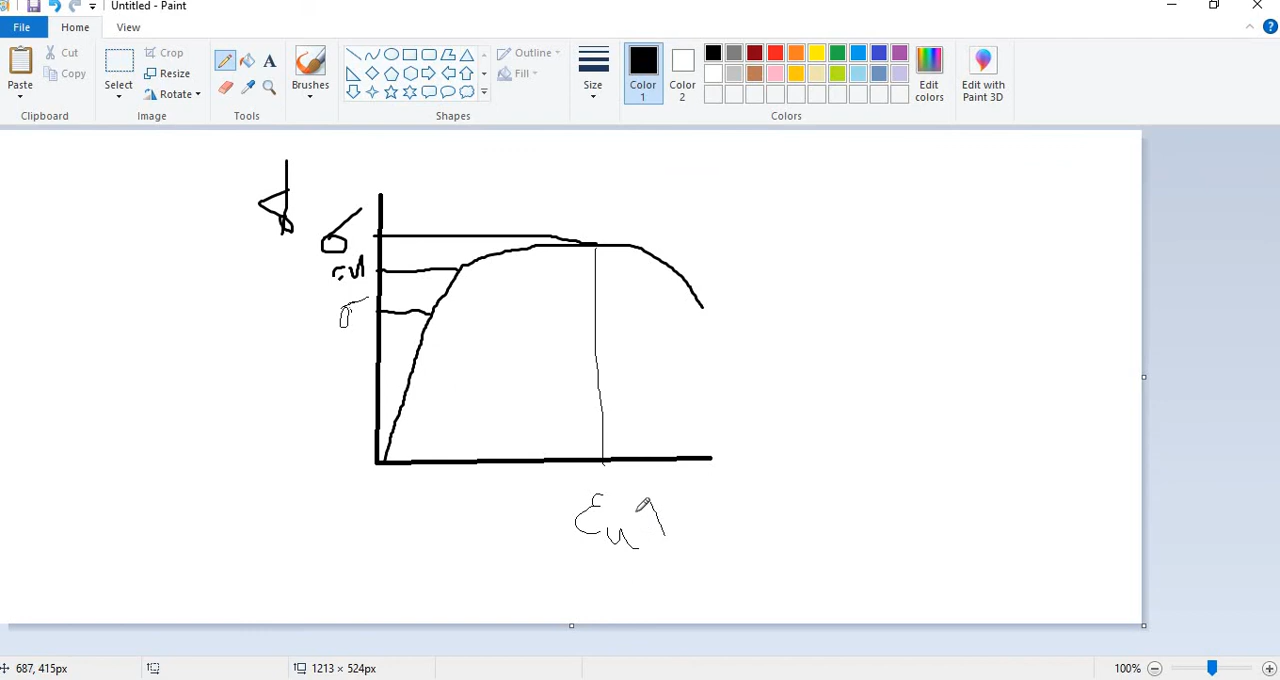 Untitled - Paint
File Home View
Paste
Cut
Copy
Clipboard
Select
Crop
Resize
Rotate
Image
Tools
Brushes
Shapes
Outline
Fill
Size
Color 1
Color 2
Edit colors
Colors
Edit with Paint 3D
σ
εu
687, 415px
1213 × 524px
100%